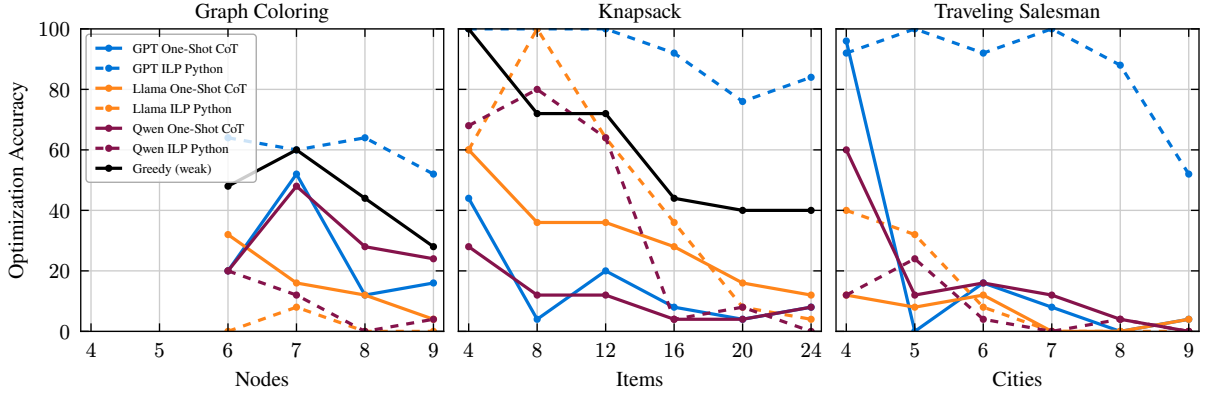 Graph Coloring
Knapsack
Traveling Salesman
Optimization Accuracy
100
80
60
40
20
0
GPT One-Shot CoT
GPT ILP Python
Llama One-Shot CoT
Llama ILP Python
Qwen One-Shot CoT
Qwen ILP Python
Greedy (weak)
4 5 6 7 8 9
4 8 12 16 20 24
4 5 6 7 8 9
Nodes
Items
Cities